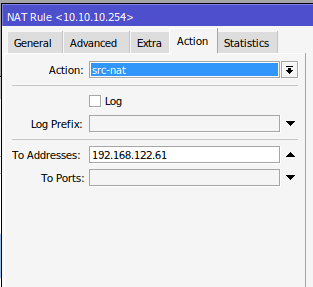 NAT Rule <10.10.10.254>
General Advanced Extra Action Statistics
Action: src-nat
Log
Log Prefix:
To Addresses: 192.168.122.61
To Ports: